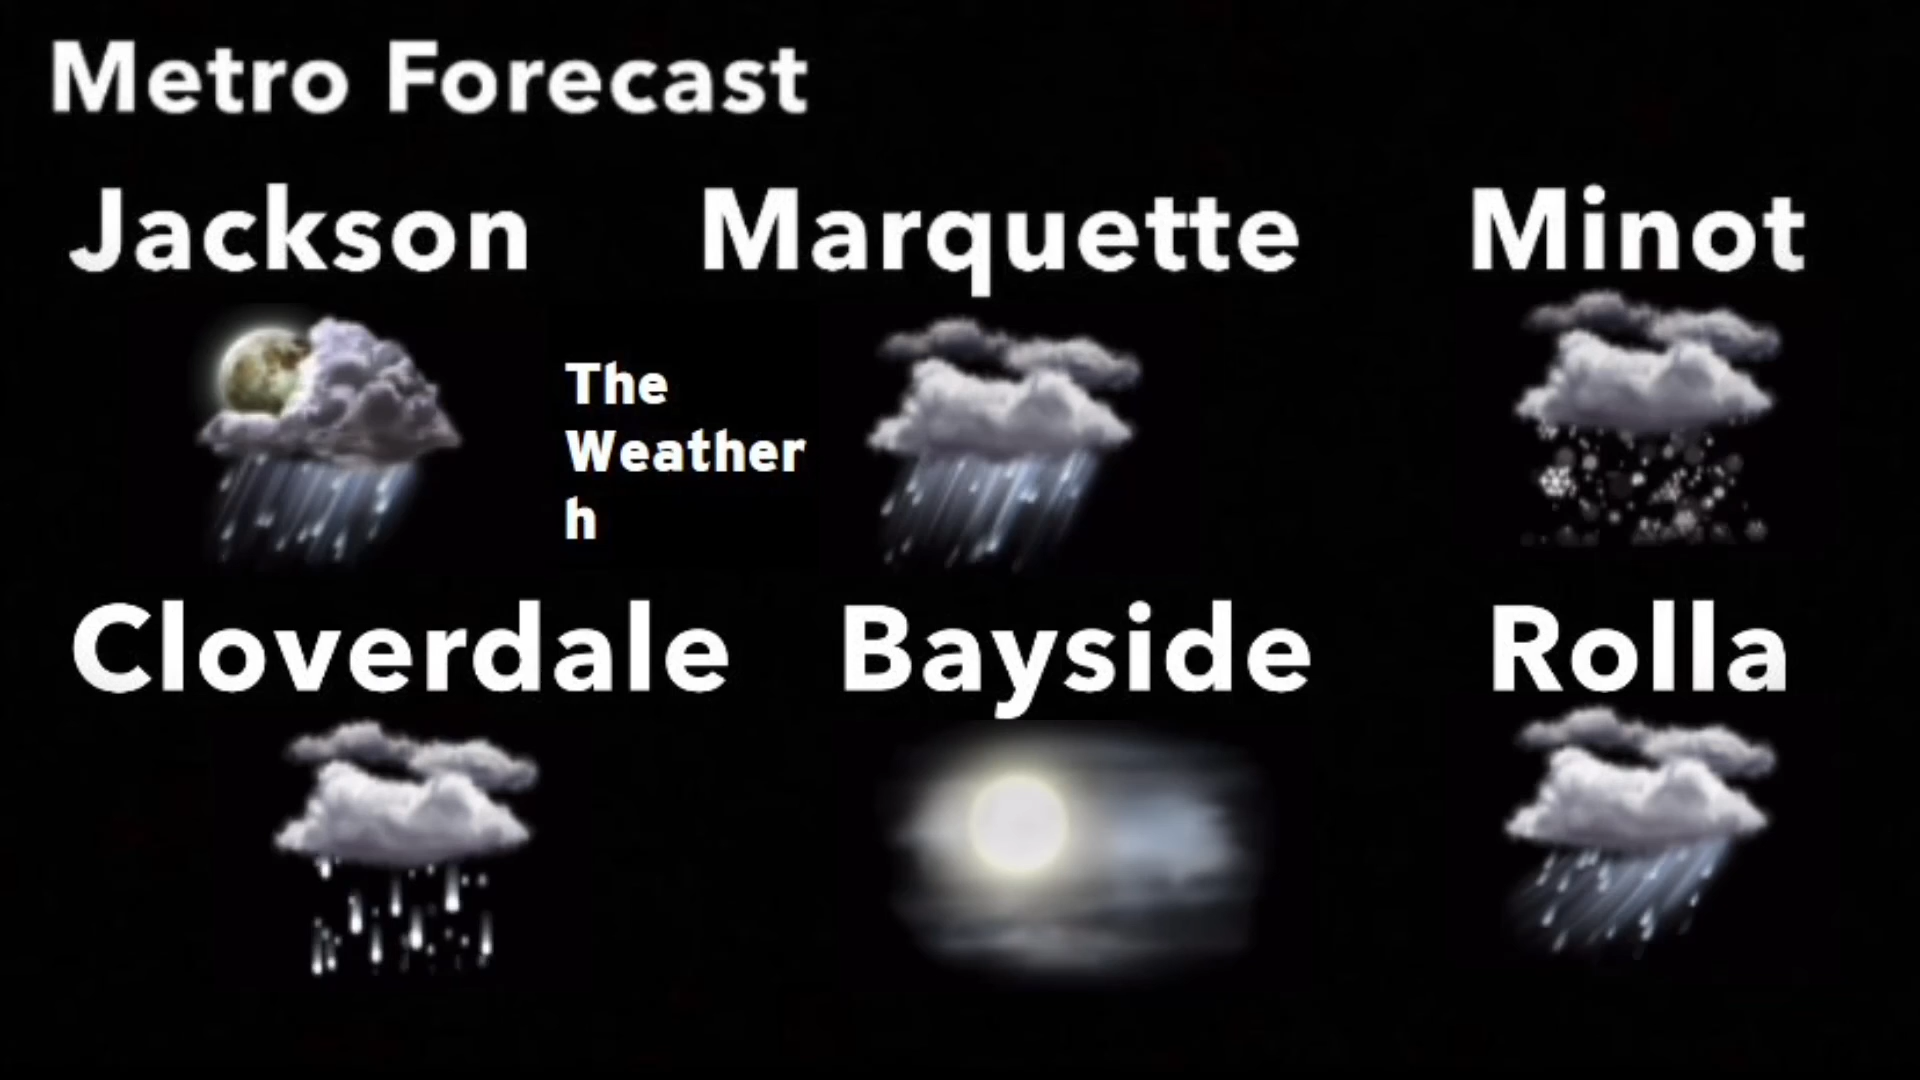 Metro Forecast
Jackson
Marquette
Minot
The
Weather
h
Cloverdale
Bayside
Rolla